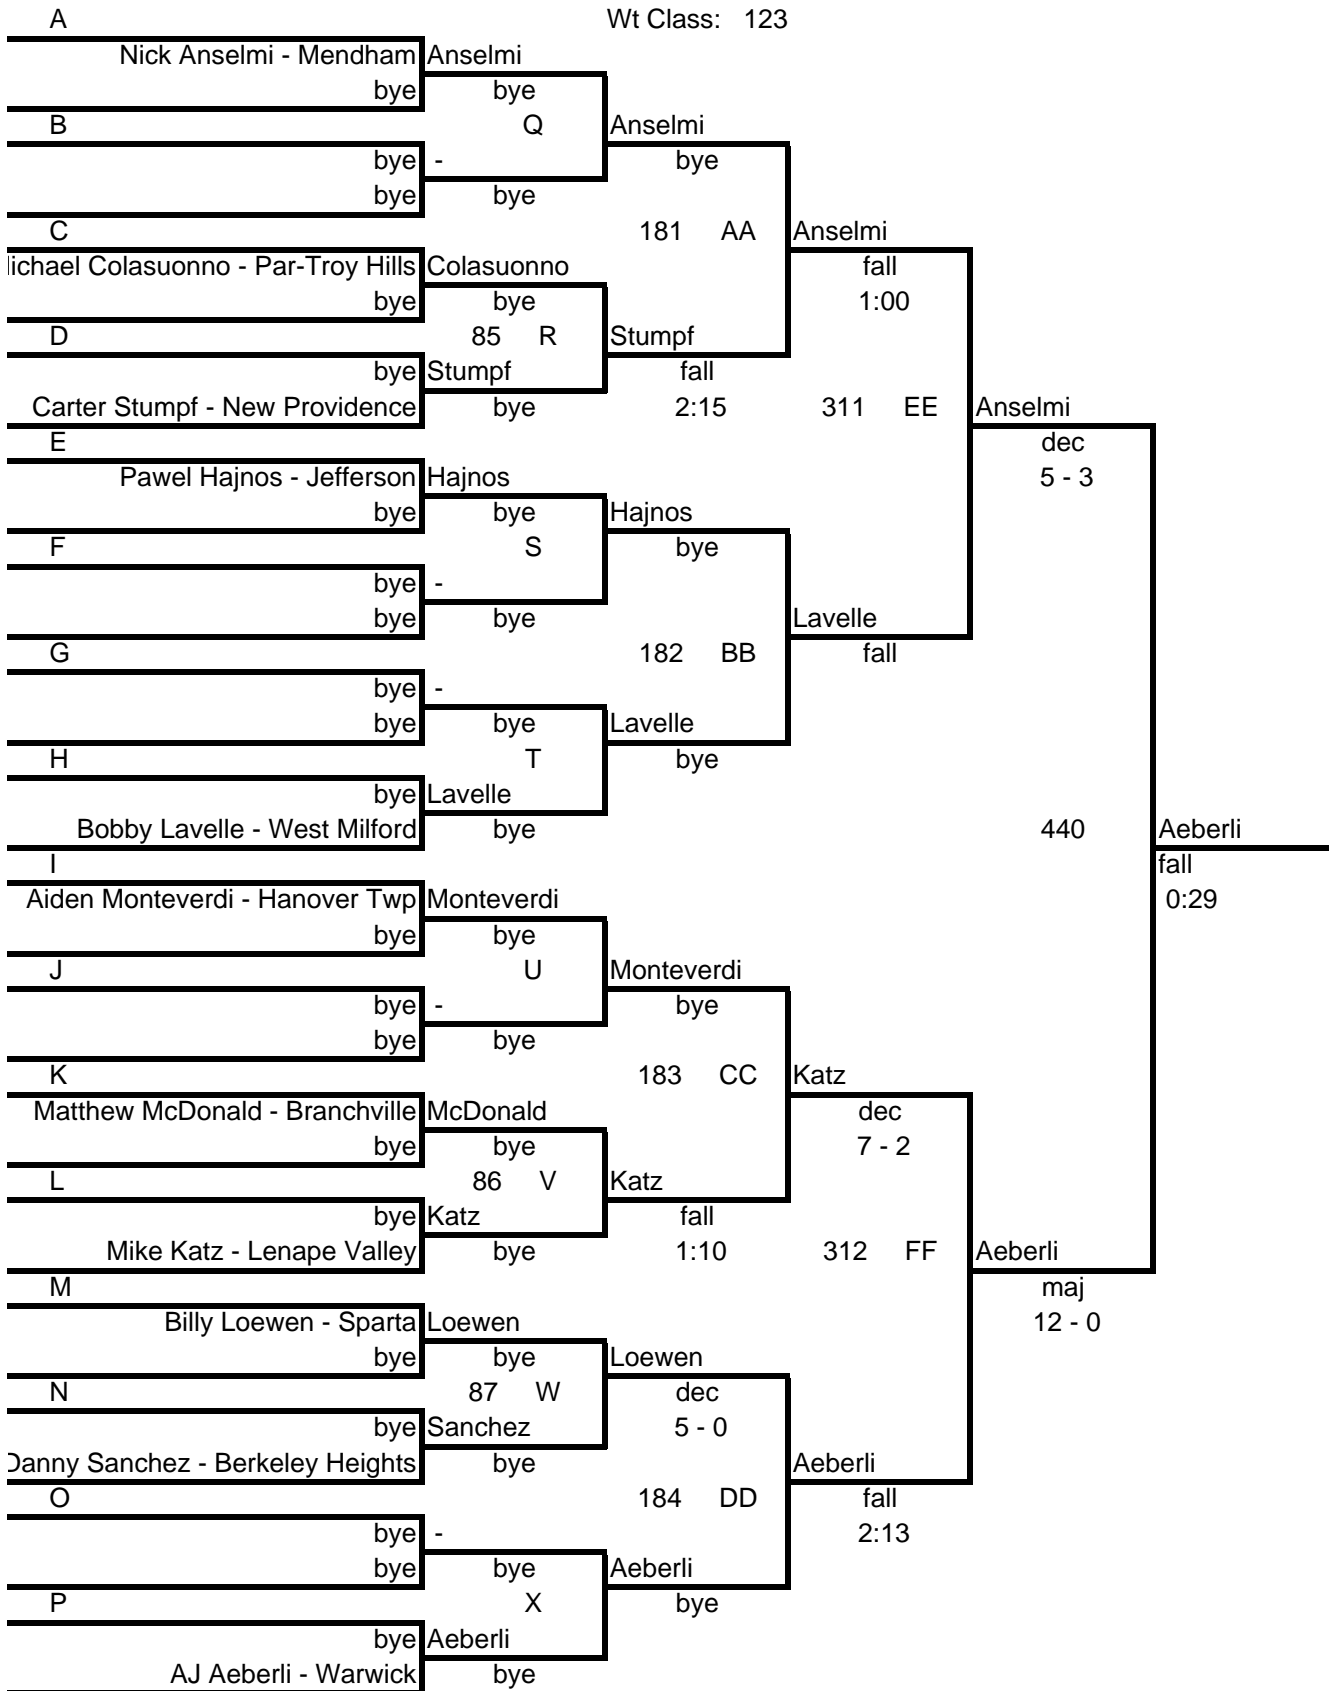 A Wt Class: 123
Nick Anselmi - Mendham Anselmi
bye bye
B Q Anselmi
bye - bye
bye bye
C 181 AA Anselmi
ichael Colasuonno - Par-Troy Hills Colasuonno fall
bye bye 1:00
D 85 R Stumpf
bye Stumpf fall
Carter Stumpf - New Providence bye 2:15 311 EE Anselmi
E dec
Pawel Hajnos - Jefferson Hajnos 5 - 3
bye bye Hajnos
F S bye
bye -
bye bye Lavelle
G 182 BB fall
bye -
bye bye Lavelle
H T bye
bye Lavelle
Bobby Lavelle - West Milford bye 440 Aeberli
I fall
Aiden Monteverdi - Hanover Twp Monteverdi 0:29
bye bye
J U Monteverdi
bye - bye
bye bye
K 183 CC Katz
Matthew McDonald - Branchville McDonald dec
bye bye 7 - 2
L 86 V Katz
bye Katz fall
Mike Katz - Lenape Valley bye 1:10 312 FF Aeberli
M maj
Billy Loewen - Sparta Loewen 12 - 0
bye bye Loewen
N 87 W dec
bye Sanchez 5 - 0
Danny Sanchez - Berkeley Heights bye Aeberli
O 184 DD fall
bye - 2:13
bye bye Aeberli
P X bye
bye Aeberli
AJ Aeberli - Warwick bye